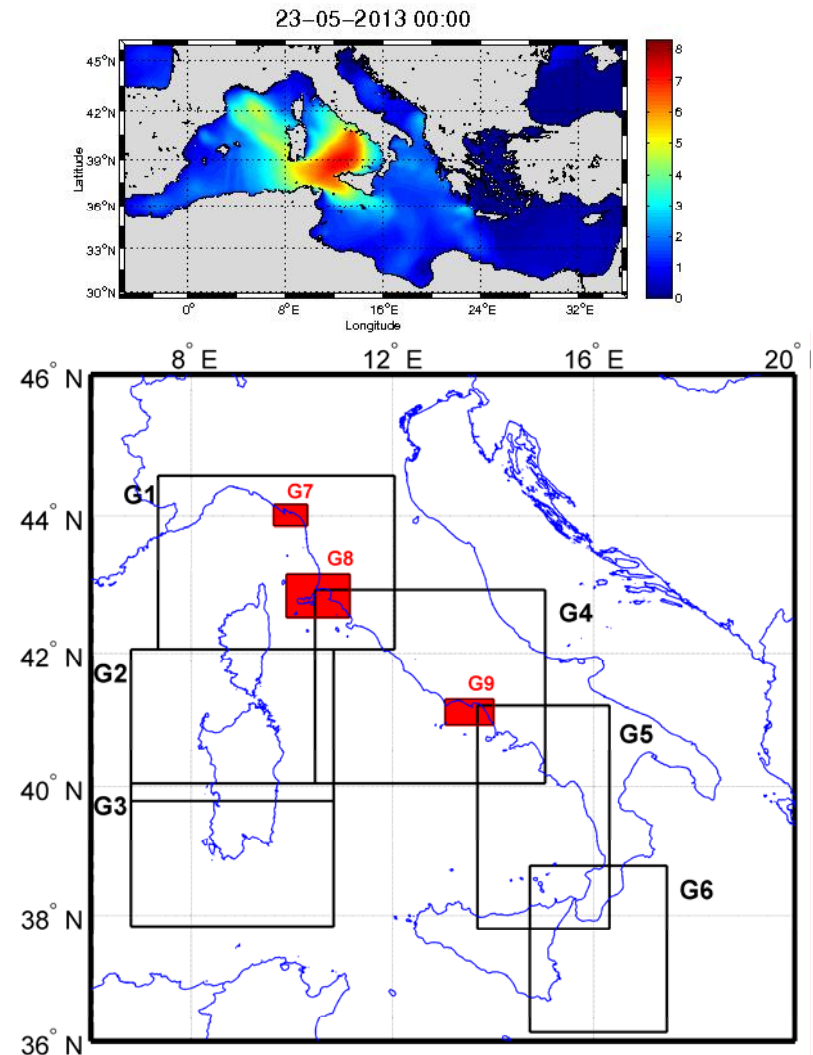 23-05-2013 00:00
8
45°N
7
42°N
6
5
39°N
4
Latitude
36°N
3
2
33°N
1
30°N
0
0° 8°E 16°E 24°E 32°E
Longitude
8° E 12° E 16° E 20°
46° N
G1
G7
44° N
G8
G4
42° N
G2
G9
G5
40° N
G3
G6
38° N
36° N